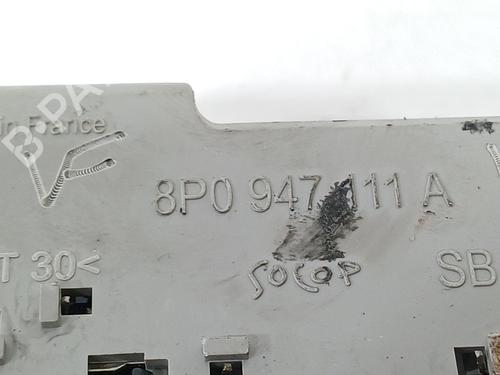 in France
8P0 947 111 A
T 30<
SOCOP
SB